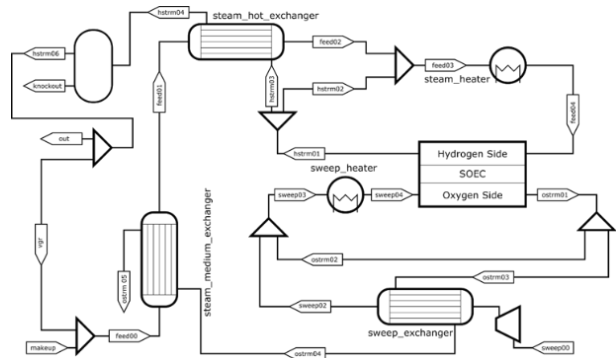 hstrm04
steam_hot_exchanger
hstrm06
feed02
knockout
feed01
hstrm03
hstrm02
feed03
steam_heater
feed04
out
hstrm01
Hydrogen Side
SOEC
Oxygen Side
sweep_heater
sweep03
sweep04
ostrm01
vgr
ostrm 05
steam_medium_exchanger
ostrm02
ostrm03
sweep02
sweep_exchanger
makeup
feed00
ostrm04
sweep00